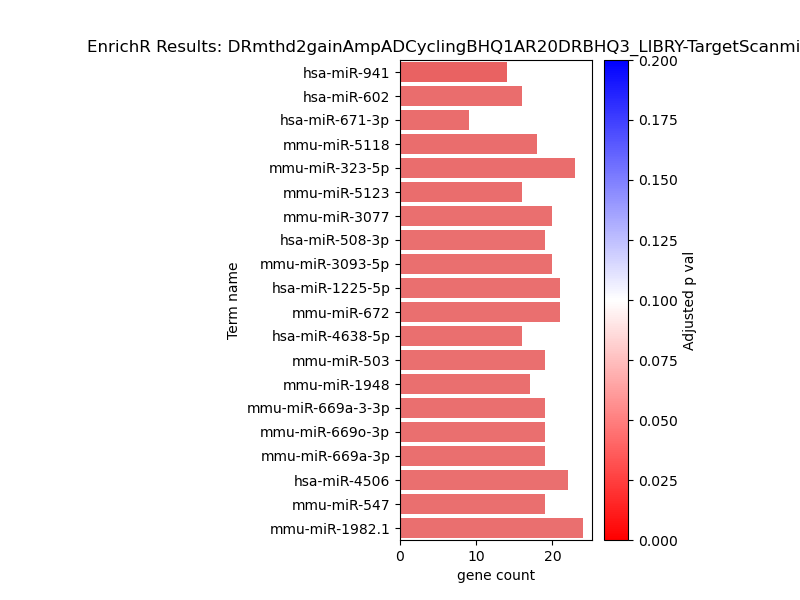 EnrichR Results: DRmthd2gainAmpADCyclingBHQ1AR20DRBHQ3_LIBRY-TargetScanmi
hsa-miR-941
hsa-miR-602
hsa-miR-671-3p
mmu-miR-5118
mmu-miR-323-5p
mmu-miR-5123
mmu-miR-3077
hsa-miR-508-3p
mmu-miR-3093-5p
hsa-miR-1225-5p
mmu-miR-672
hsa-miR-4638-5p
mmu-miR-503
mmu-miR-1948
mmu-miR-669a-3-3p
mmu-miR-669o-3p
mmu-miR-669a-3p
hsa-miR-4506
mmu-miR-547
mmu-miR-1982.1
Term name
0 10 20
gene count
0.200
0.175
0.150
0.125
0.100
0.075
0.050
0.025
0.000
Adjusted p val